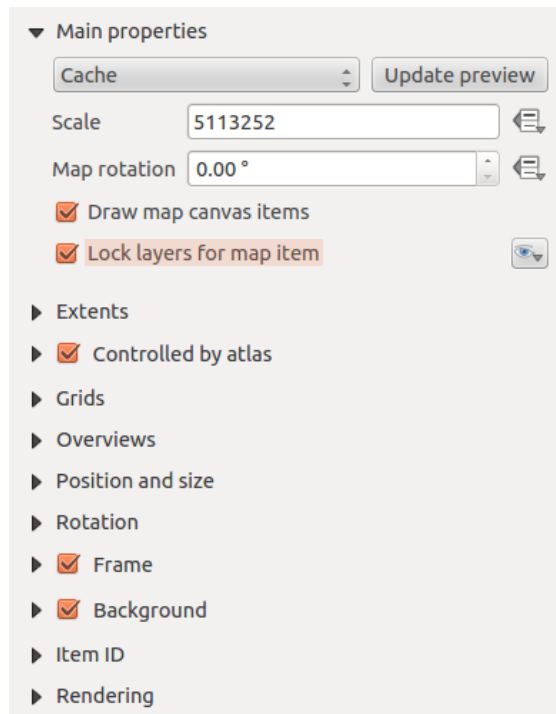 Main properties
Cache Update preview
Scale 5113252
Map rotation 0.00 °
Draw map canvas items
Lock layers for map item
Extents
Controlled by atlas
Grids
Overviews
Position and size
Rotation
Frame
Background
Item ID
Rendering